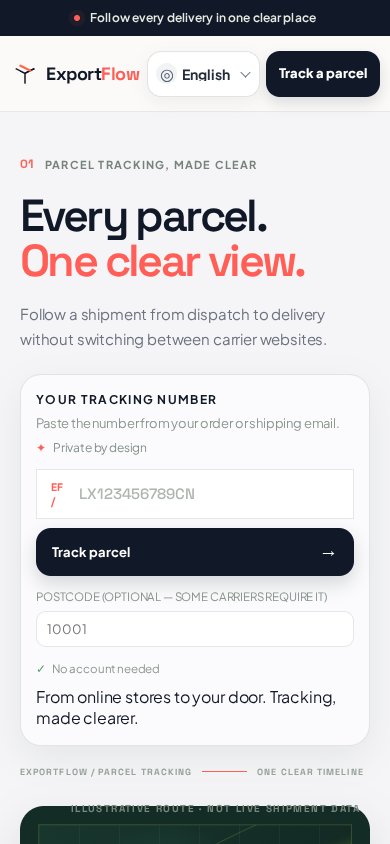 Follow every delivery in one clear place
ExportFlow
English
Track a parcel
01 PARCEL TRACKING, MADE CLEAR
Every parcel.
One clear view.
Follow a shipment from dispatch to delivery
without switching between carrier websites.
YOUR TRACKING NUMBER
Paste the number from your order or shipping email.
Private by design
EF
/
LX123456789CN
Track parcel →
POSTCODE (OPTIONAL — SOME CARRIERS REQUIRE IT)
10001
✓ No account needed
From online stores to your door. Tracking,
made clearer.
EXPORTFLOW / PARCEL TRACKING
ONE CLEAR TIMELINE
ILLUSTRATIVE ROUTE · NOT LIVE SHIPMENT DATA